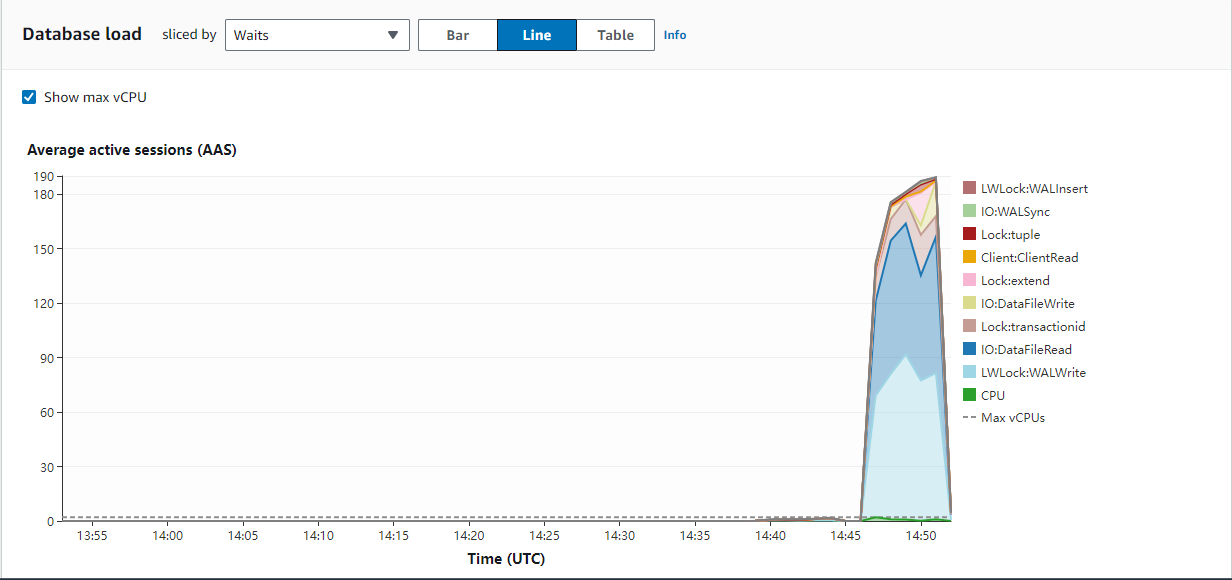 Database load sliced by Waits Bar Line Table Info
Show max vCPU
Average active sessions (AAS)
190
180
150
120
90
60
30
0
13:55 14:00 14:05 14:10 14:15 14:20 14:25 14:30 14:35 14:40 14:45 14:50
Time (UTC)
LWLock:WALInsert
IO:WALSync
Lock:tuple
Client:ClientRead
Lock:extend
IO:DataFileWrite
Lock:transactionid
IO:DataFileRead
LWLock:WALWrite
CPU
Max vCPUs